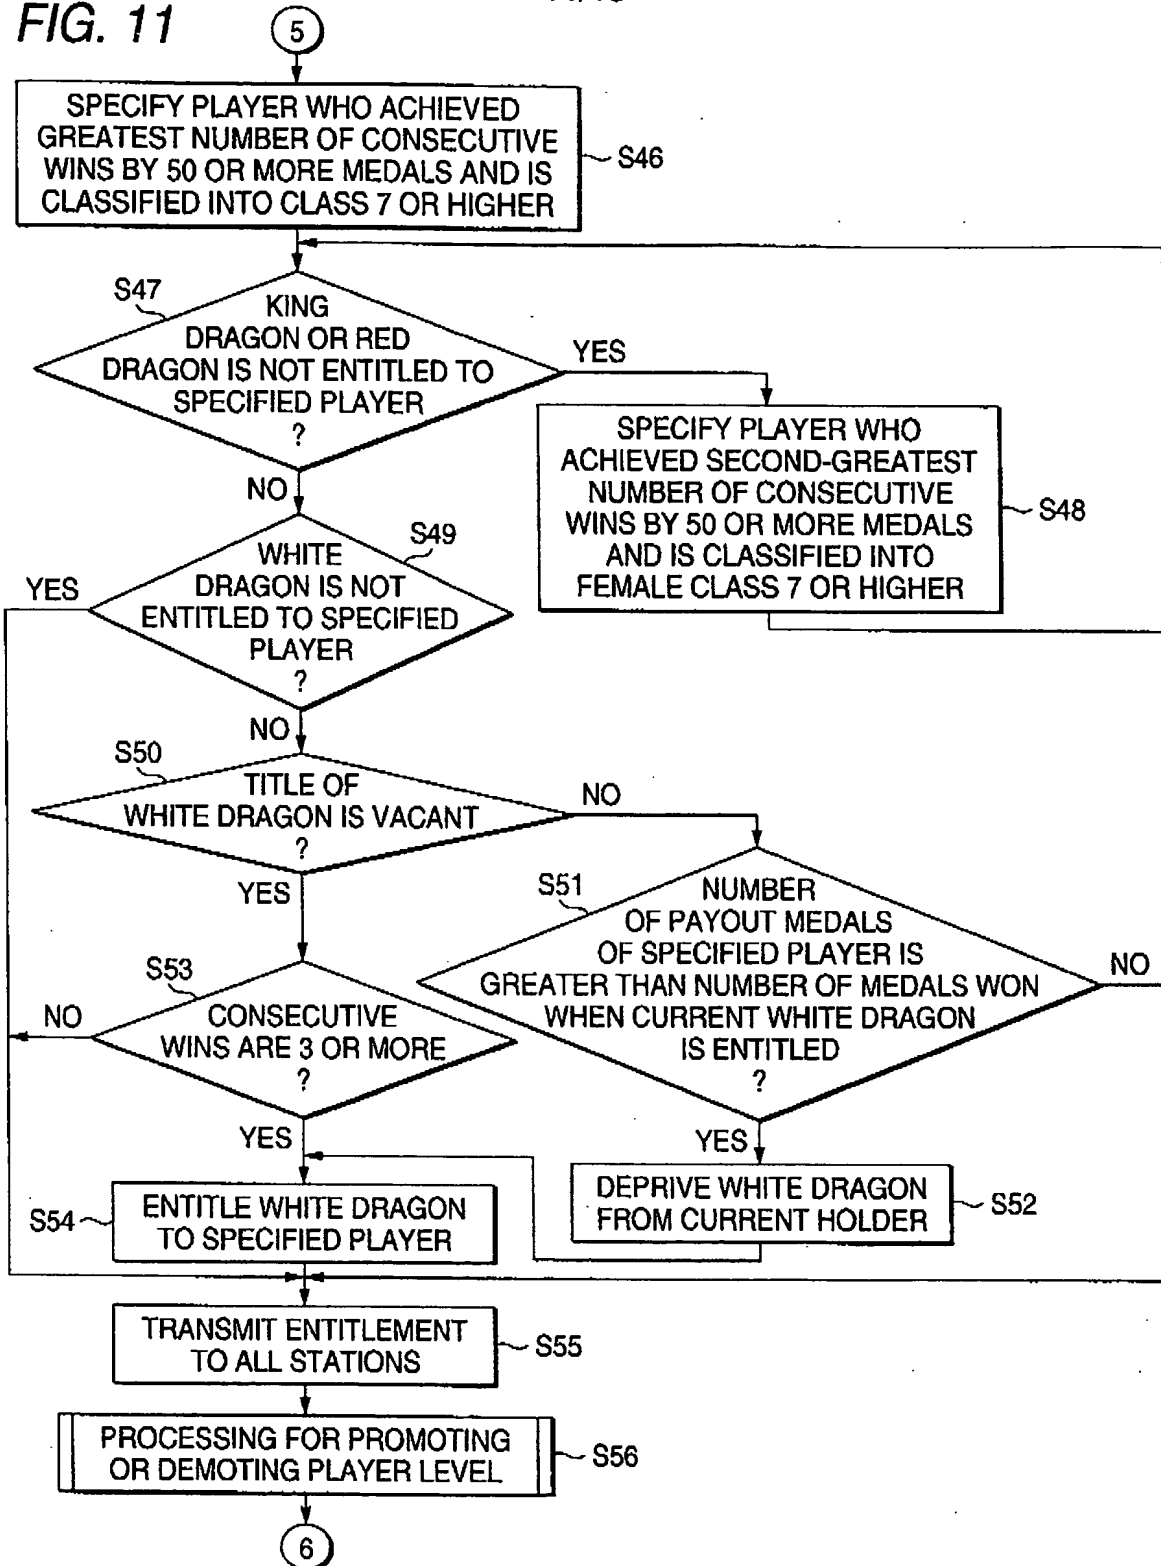 FIG. 11
5
SPECIFY PLAYER WHO ACHIEVED
GREATEST NUMBER OF CONSECUTIVE
WINS BY 50 OR MORE MEDALS AND IS
CLASSIFIED INTO CLASS 7 OR HIGHER
S46
S47
KING
DRAGON OR RED
DRAGON IS NOT ENTITLED TO
SPECIFIED PLAYER
?
YES
NO
SPECIFY PLAYER WHO
ACHIEVED SECOND-GREATEST
NUMBER OF CONSECUTIVE
WINS BY 50 OR MORE MEDALS
AND IS CLASSIFIED INTO
FEMALE CLASS 7 OR HIGHER
S48
S49
WHITE
DRAGON IS NOT
ENTITLED TO SPECIFIED
PLAYER
?
YES
NO
S50
TITLE OF
WHITE DRAGON IS VACANT
?
NO
YES
S51
NUMBER
OF PAYOUT MEDALS
OF SPECIFIED PLAYER IS
GREATER THAN NUMBER OF MEDALS WON
WHEN CURRENT WHITE DRAGON
IS ENTITLED
?
NO
YES
S53
CONSECUTIVE
WINS ARE 3 OR MORE
?
NO
YES
DEPRIVE WHITE DRAGON
FROM CURRENT HOLDER
S52
S54
ENTITLE WHITE DRAGON
TO SPECIFIED PLAYER
TRANSMIT ENTITLEMENT
TO ALL STATIONS
S55
PROCESSING FOR PROMOTING
OR DEMOTING PLAYER LEVEL
S56
6